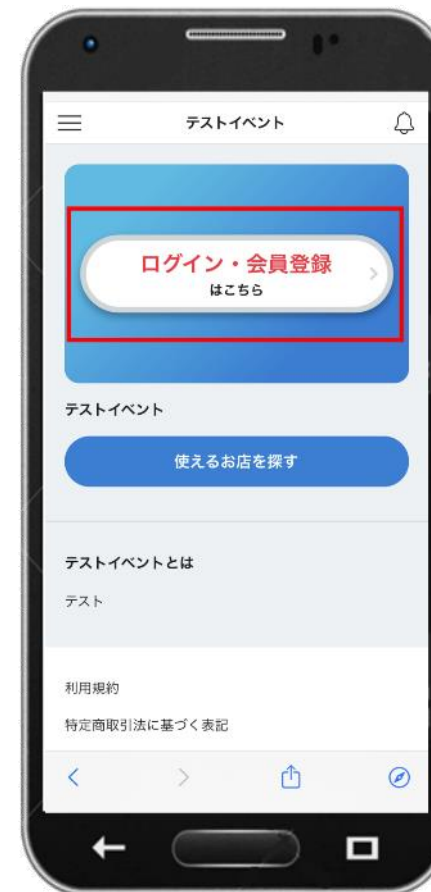 テストイベント
ログイン・会員登録
はこちら
テストイベント
使えるお店を探す
テストイベントとは
テスト
利用規約
特定商取引法に基づく表記